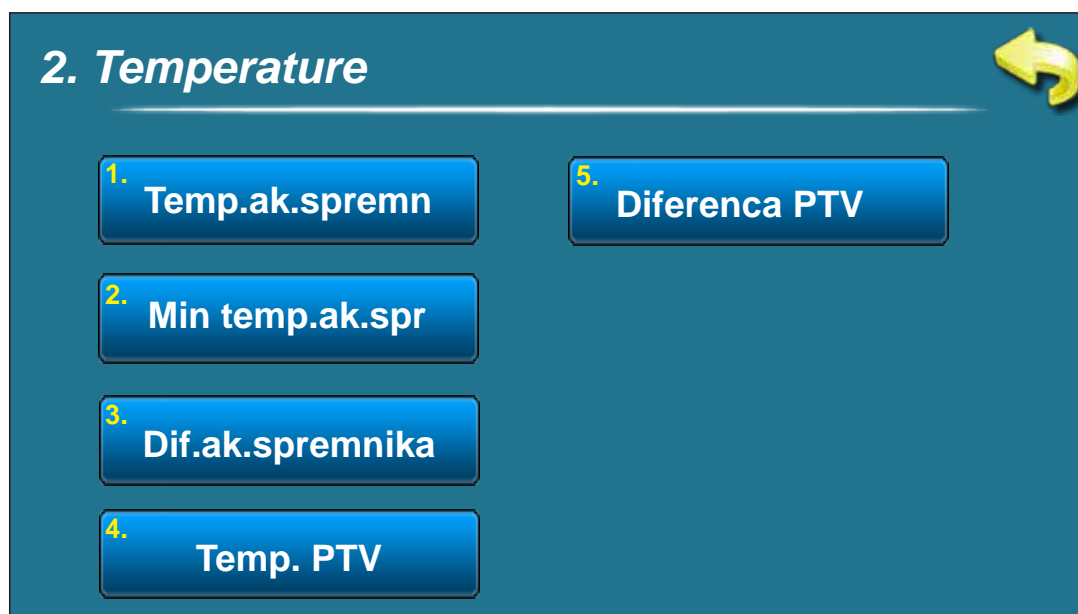 2. Temperature
1. Temp.ak.spremn
2. Min temp.ak.spr
3. Dif.ak.spremnika
4. Temp. PTV
5. Diferenca PTV